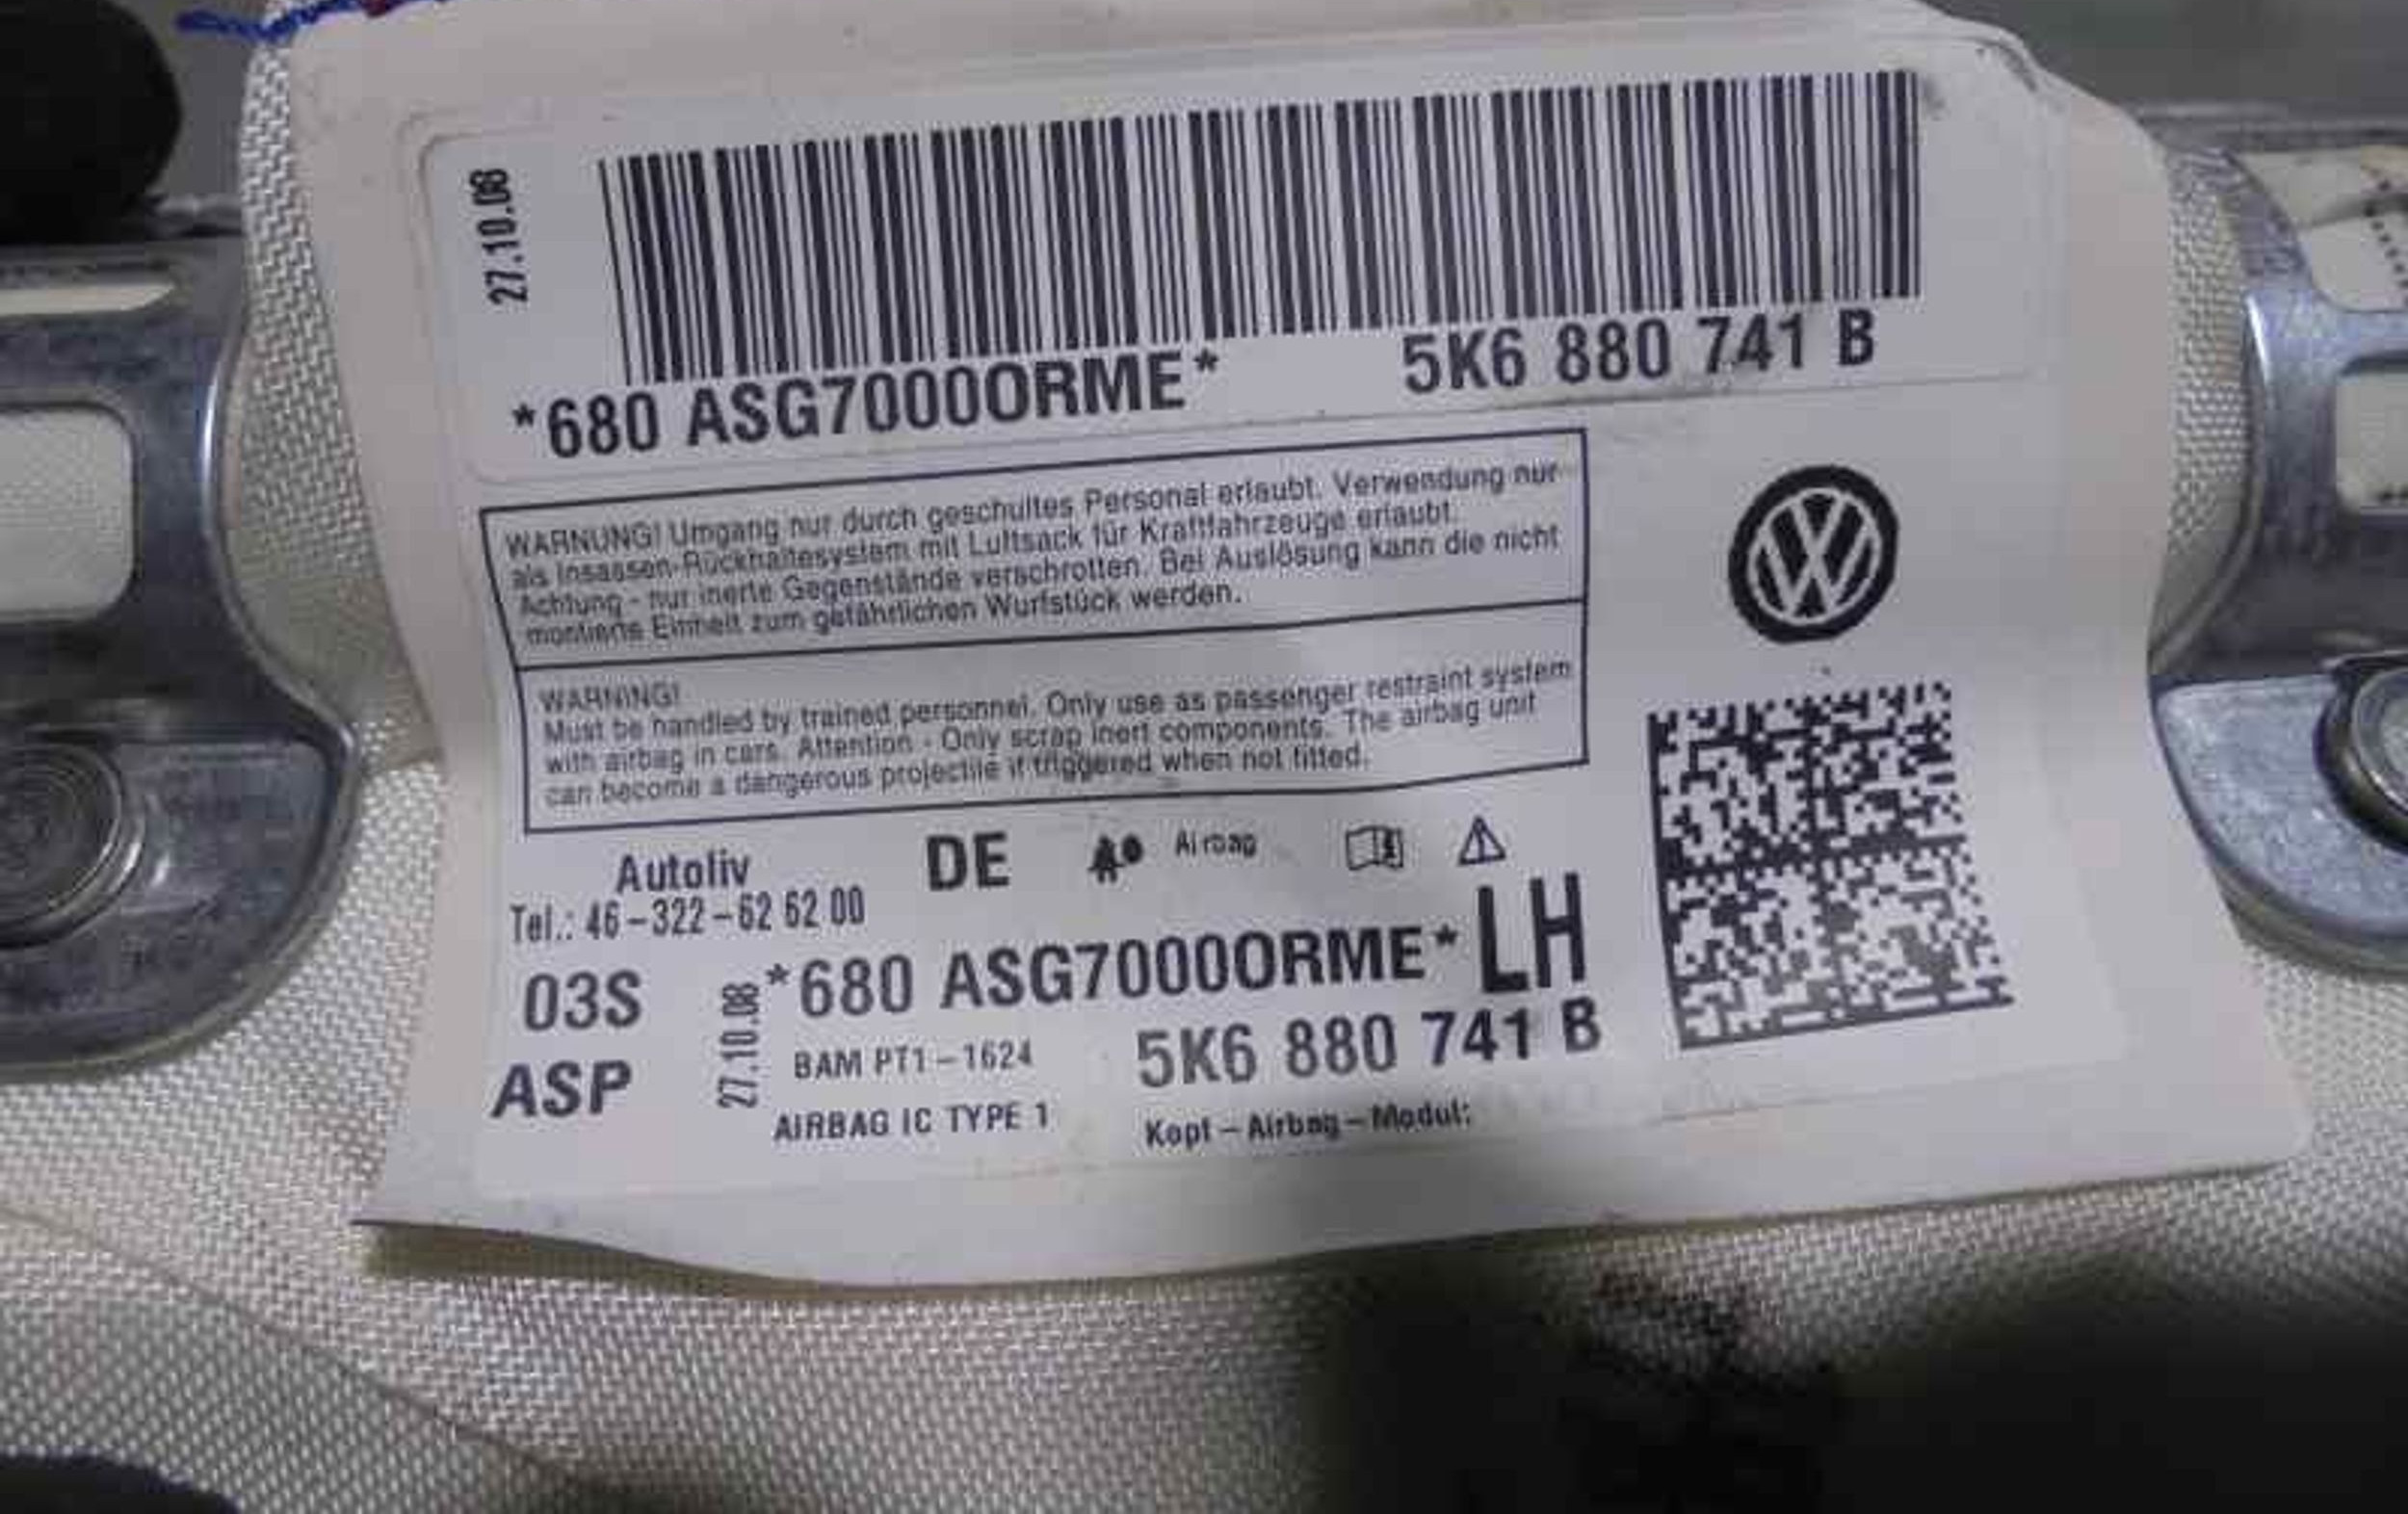 27.10.08
*680 ASG70000RME* 5K6 880 741 B
WARNUNG! Umgang nur durch geschultes Personal erlaubt. Verwendung nur
als Insassen-Rückhaltesystem mit Luftsack für Kraftfahrzeuge erlaubt.
Achtung - nur inerte Gegenstände verschrotten. Bei Auslösung kann die nicht
montierte Einheit zum gefährlichen Wurfstück werden.
WARNING!
Must be handled by trained personnel. Only use as passenger restraint system
with airbag in cars. Attention - Only scrap inert components. The airbag unit
can become a dangerous projectile if triggered when not fitted.
Autoliv DE Airbag
Tel.: 46-322-62 62 00
*680 ASG70000RME* LH
03S
27.10.08
BAM PT1-1624 5K6 880 741 B
ASP
AIRBAG IC TYPE 1 Kopf-Airbag-Modul: